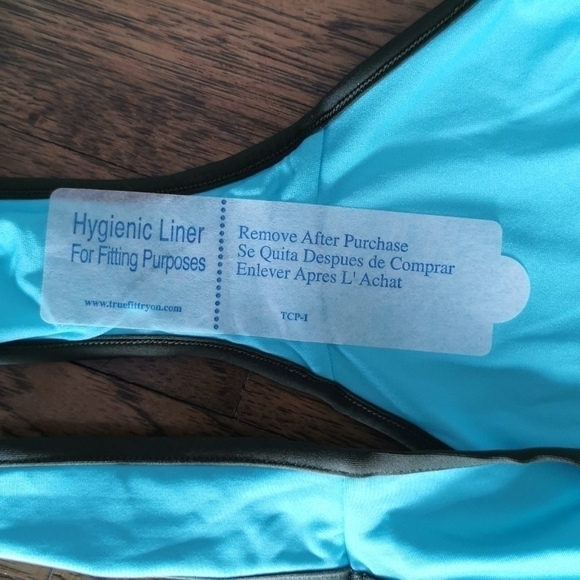 Hygienic Liner
For Fitting Purposes
www.truefittryon.com
Remove After Purchase
Se Quita Despues de Comprar
Enlever Apres L' Achat
TCP-I